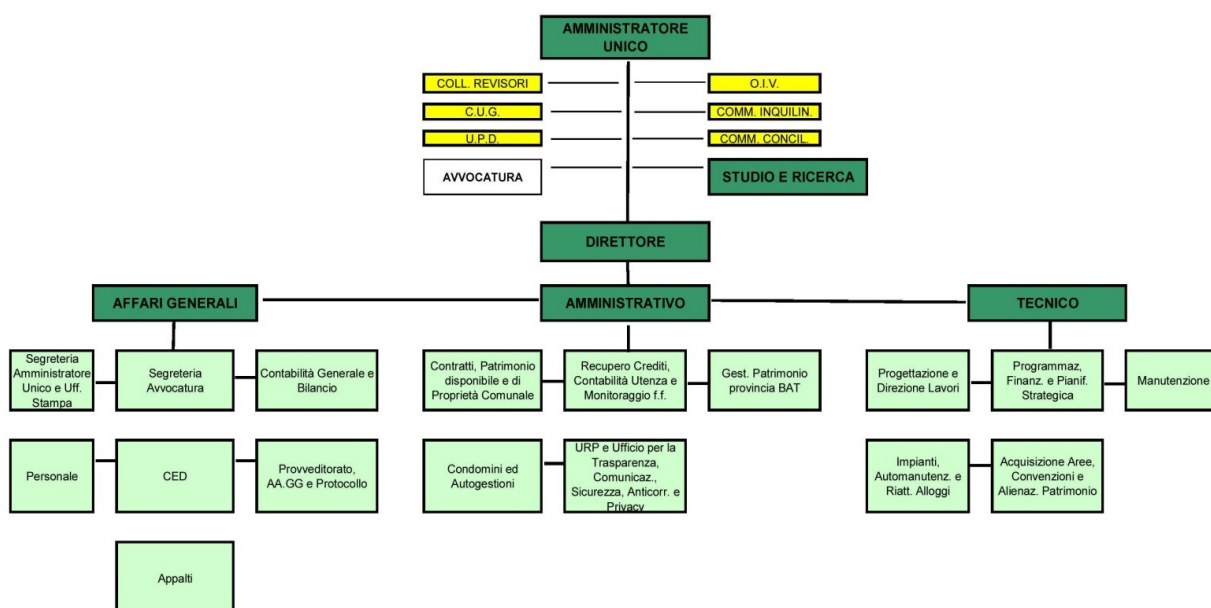 AMMINISTRATORE
UNICO
COLL. REVISORI
O.I.V.
C.U.G.
COMM. INQUILIN.
U.P.D.
COMM. CONCIL.
AVVOCATURA
STUDIO E RICERCA
DIRETTORE
AFFARI GENERALI
AMMINISTRATIVO
TECNICO
Segreteria
Amministratore
Unico e Uff.
Stampa
Segreteria
Avvocatura
Contabilità Generale e
Bilancio
Contratti, Patrimonio
disponibile e di
Proprietà Comunale
Recupero Crediti,
Contabilità Utenza e
Monitoraggio f.f.
Gest. Patrimonio
provincia BAT
Progettazione e
Direzione Lavori
Programmaz,
Finanz. e Pianif.
Strategica
Manutenzione
Personale
CED
Provveditorato,
AA.GG e Protocollo
Condomini ed
Autogestioni
URP e Ufficio per la
Trasparenza,
Comunicaz.,
Sicurezza, Anticorr. e
Privacy
Impianti,
Automanutenz. e
Riatt. Alloggi
Acquisizione Aree,
Convenzioni e
Alienaz. Patrimonio
Appalti